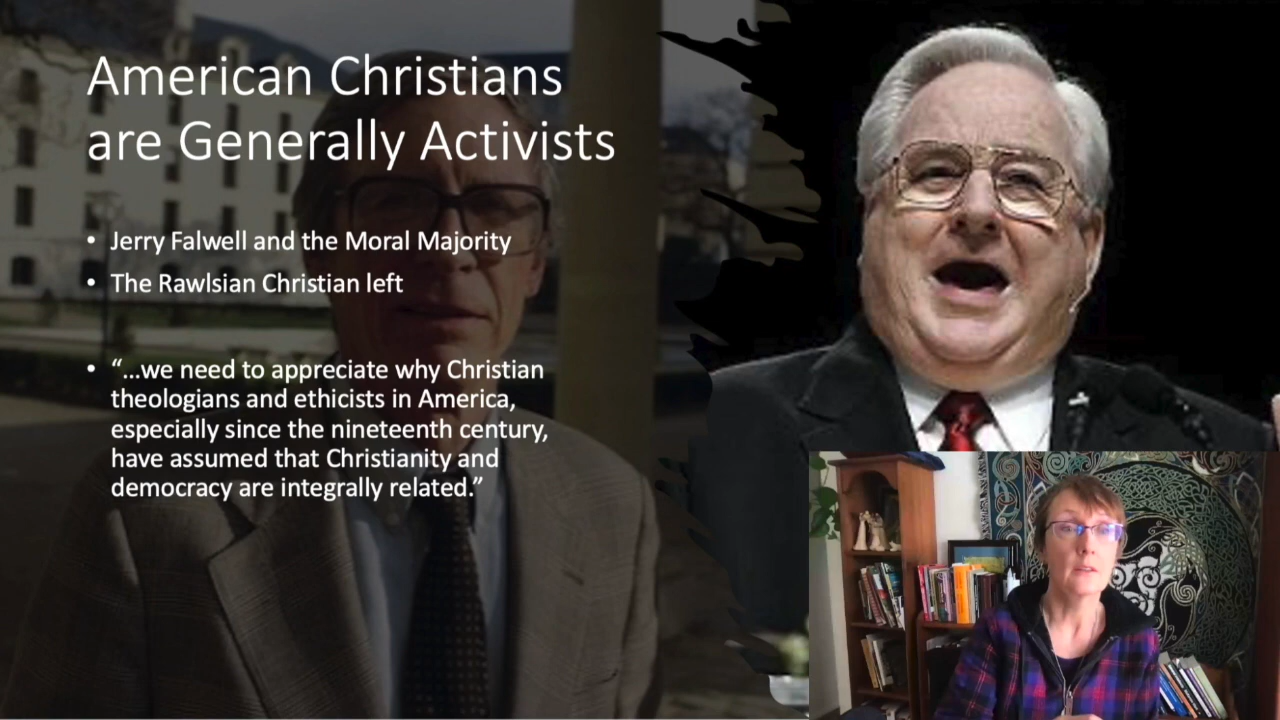 American Christians
are Generally Activists
• Jerry Falwell and the Moral Majority
• The Rawlsian Christian left
• “...we need to appreciate why Christian
theologians and ethicists in America,
especially since the nineteenth century,
have assumed that Christianity and
democracy are integrally related.”